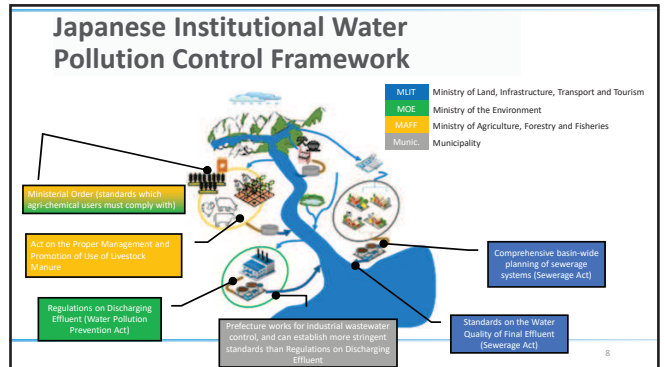 Japanese Institutional Water
Pollution Control Framework
MLIT Ministry of Land, Infrastructure, Transport and Tourism
MOE Ministry of the Environment
MAFF Ministry of Agriculture, Forestry and Fisheries
Munic. Municipality
Ministerial Order (standards which
agri-chemical users must comply with)
Act on the Proper Management and
Promotion of Use of Livestock
Manure
Regulations on Discharging
Effluent (Water Pollution
Prevention Act)
Prefecture works for industrial wastewater
control, and can establish more stringent
standards than Regulations on Discharging
Effluent
Comprehensive basin-wide
planning of sewerage
systems (Sewerage Act)
Standards on the Water
Quality of Final Effluent
(Sewerage Act)
8